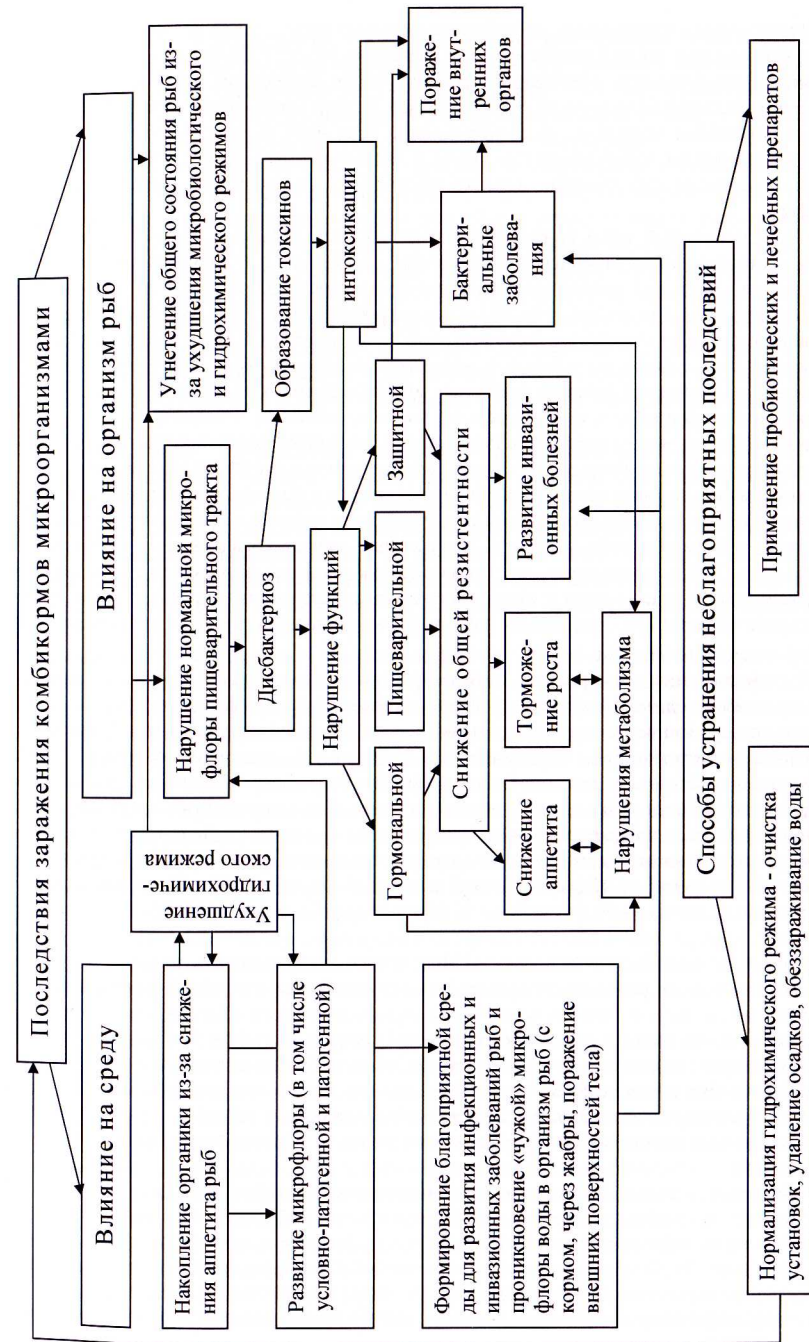 Последствия заражения комбикормов микроорганизмами
Влияние на среду
Влияние на организм рыб
Накопление органики из-за сниже-
ния аппетита рыб
Ухудшение
гидрохимиче-
ского режима
Нарушение нормальной микро-
флоры пищеварительного тракта
Угнетение общего состояния рыб из-
за ухудшения микробиологического
и гидрохимического режимов
Развитие микрофлоры (в том числе
условно-патогенной и патогенной)
Дисбактериоз
Образование токсинов
Нарушение функций
интоксикации
Гормональной
Пищеварительной
Защитной
Пораже-
ние внут-
ренних
органов
Формирование благоприятной сре-
ды для развития инфекционных и
инвазионных заболеваний рыб и
проникновение «чужой» микро-
флоры воды в организм рыб (с
кормом, через жабры, поражение
внешних поверхностей тела)
Снижение общей резистентности
Бактери-
альные
заболева-
ния
Снижение
аппетита
Торможе-
ние роста
Развитие инвази-
онных болезней
Нарушения метаболизма
Способы устранения неблагоприятных последствий
Нормализация гидрохимического режима - очистка
установок, удаление осадков, обеззараживание воды
Применение пробиотических и лечебных препаратов